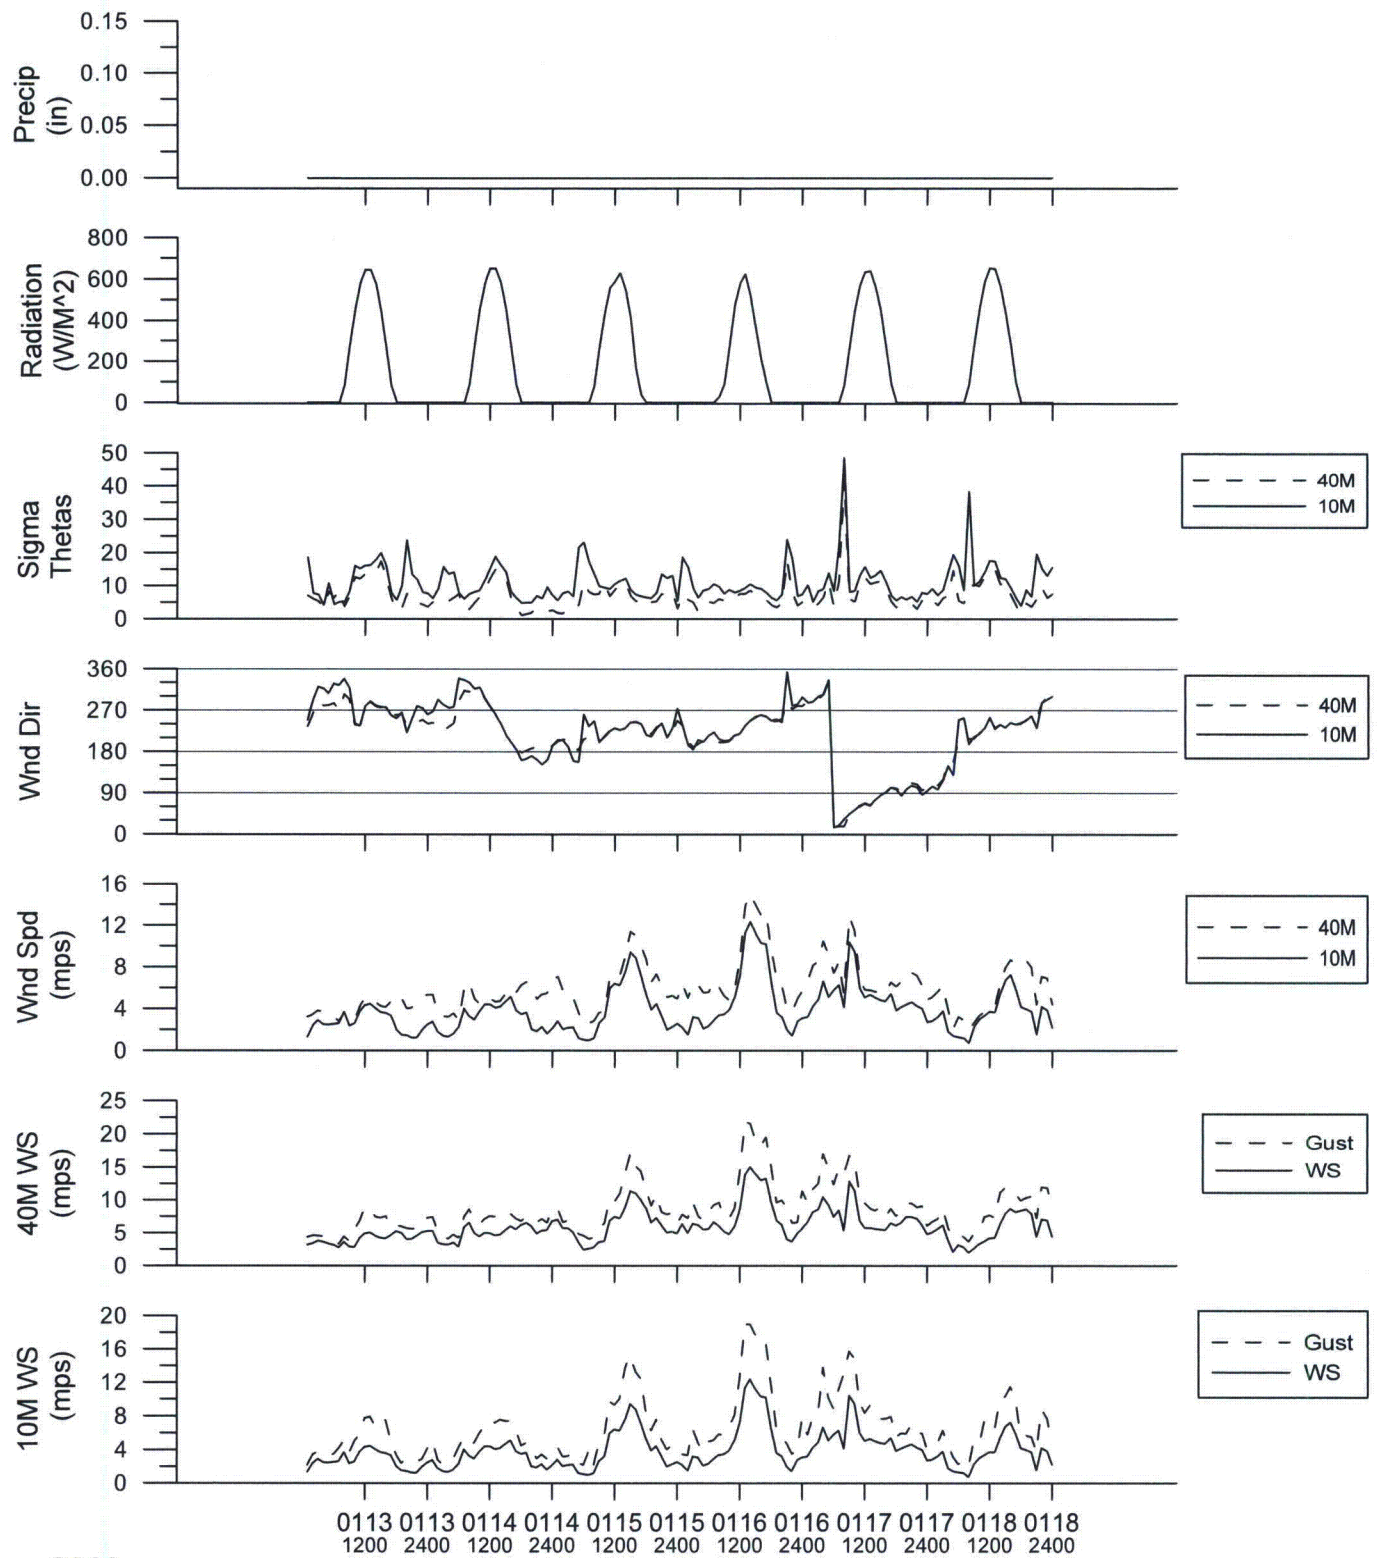 Precip
(in)
0.15
0.10
0.05
0.00
Radiation
(W/M^2)
800
600
400
200
0
Sigma
Thetas
50
40
30
20
10
0
40M
10M
Wnd Dir
360
270
180
90
0
40M
10M
Wnd Spd
(mps)
16
12
8
4
0
40M
10M
40M WS
(mps)
25
20
15
10
5
0
Gust
WS
10M WS
(mps)
20
16
12
8
4
0
Gust
WS
0113 0113 0114 0114 0115 0115 0116 0116 0117 0117 0118 0118
1200 2400 1200 2400 1200 2400 1200 2400 1200 2400 1200 2400